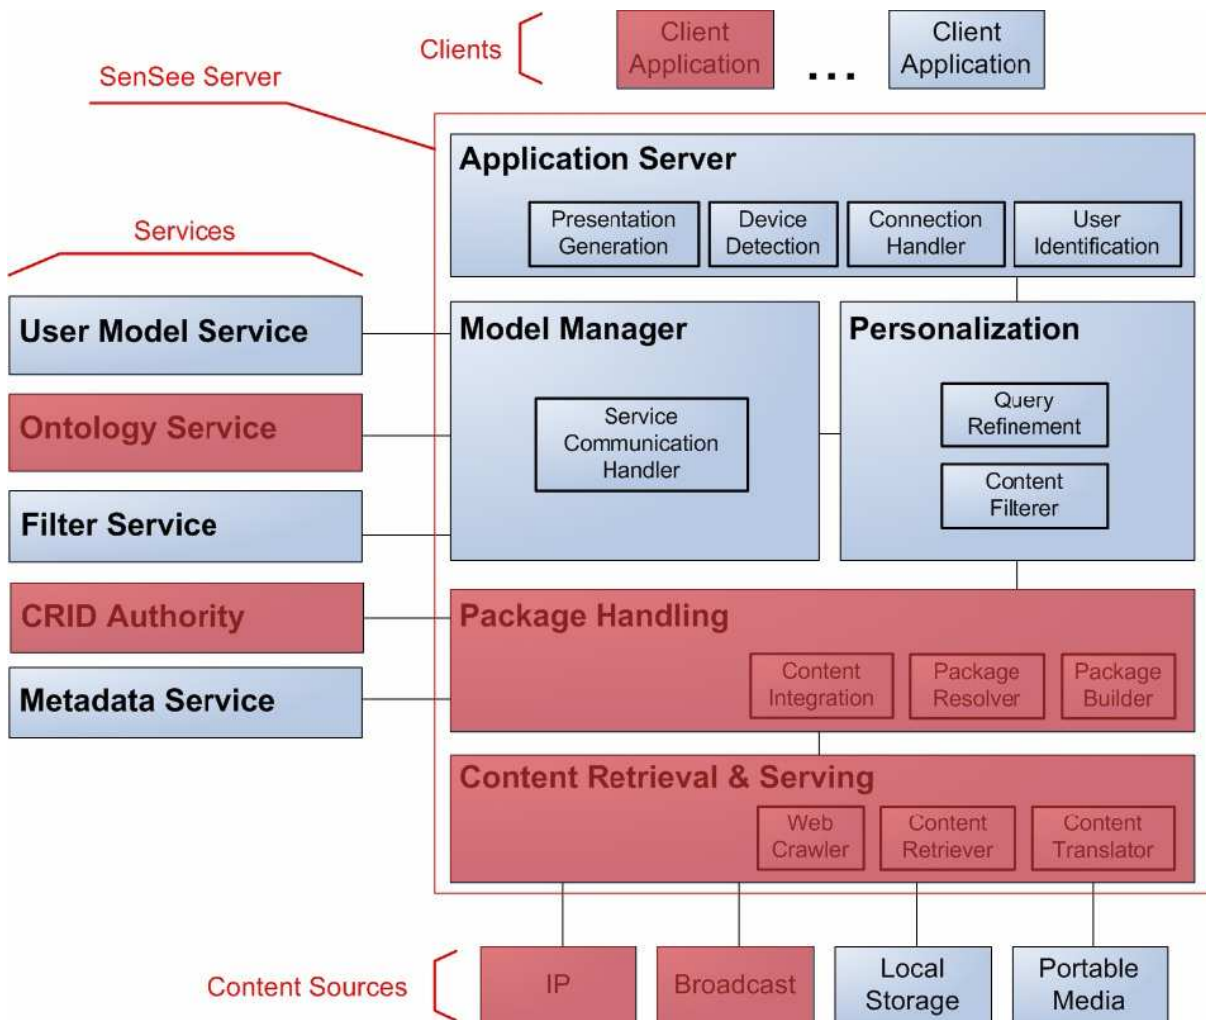 Clients
Client
Application
...
Client
Application
SenSee Server
Application Server
Presentation
Generation
Device
Detection
Connection
Handler
User
Identification
Services
User Model Service
Ontology Service
Filter Service
CRID Authority
Metadata Service
Model Manager
Service
Communication
Handler
Personalization
Query
Refinement
Content
Filterer
Package Handling
Content
Integration
Package
Resolver
Package
Builder
Content Retrieval & Serving
Web
Crawler
Content
Retriever
Content
Translator
Content Sources
IP
Broadcast
Local
Storage
Portable
Media